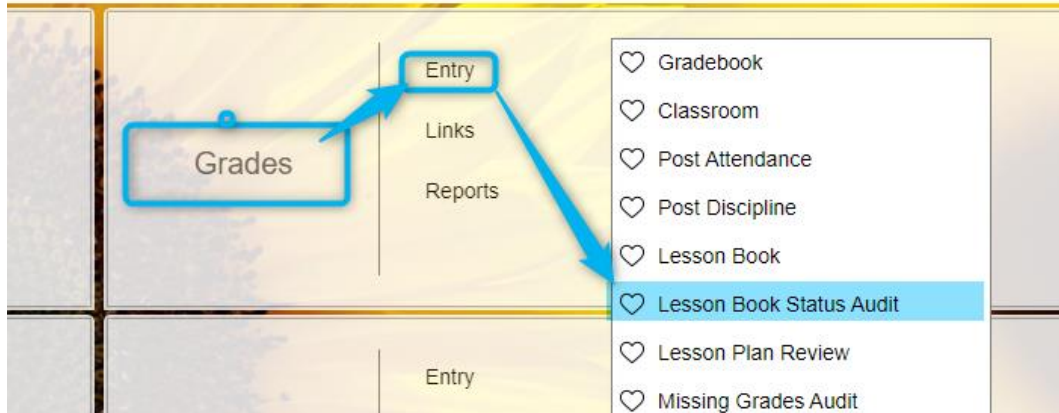 Grades
Entry
Links
Reports
Gradebook
Classroom
Post Attendance
Post Discipline
Lesson Book
Lesson Book Status Audit
Lesson Plan Review
Missing Grades Audit
Entry